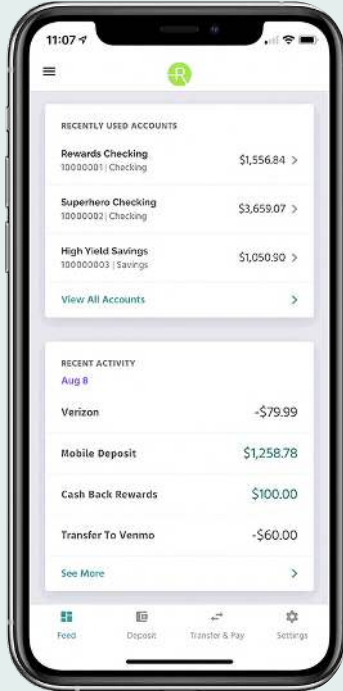 11:07
R
RECENTLY USED ACCOUNTS
Rewards Checking
10000001 | Checking
$1,556.84 >
Superhero Checking
10000002 | Checking
$3,659.07 >
High Yield Savings
100000003 | Savings
$1,050.90 >
View All Accounts >
RECENT ACTIVITY
Aug 8
Verizon -$79.99
Mobile Deposit $1,258.78
Cash Back Rewards $100.00
Transfer To Venmo -$60.00
See More >
Feed Deposit Transfer & Pay Settings